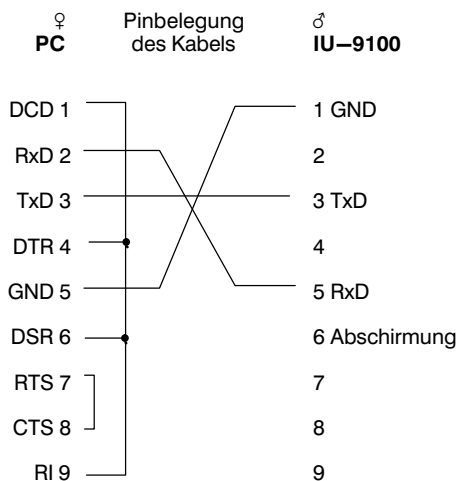 ♀ Pinbelegung ♂
PC des Kabels IU–9100
DCD 1 1 GND
RxD 2 2
TxD 3 3 TxD
DTR 4 4
GND 5 5 RxD
DSR 6 6 Abschirmung
RTS 7 7
CTS 8 8
RI 9 9